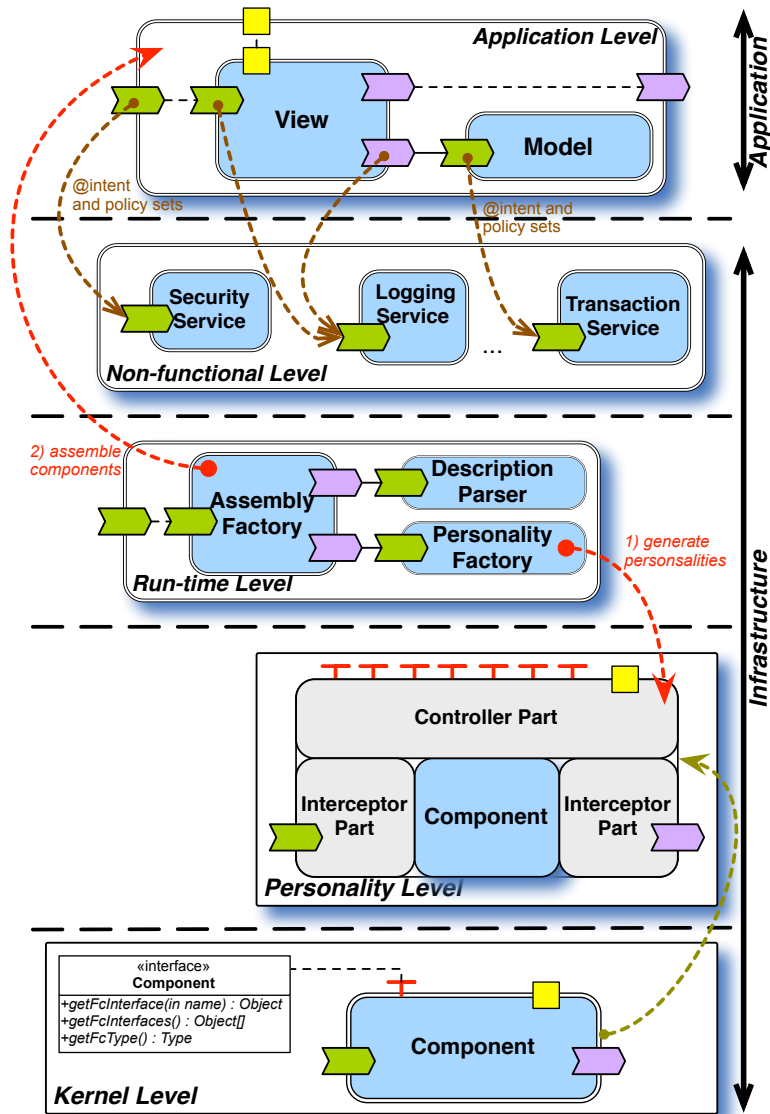 Application Level
Application
View
Model
@intent
and policy sets
@intent and
policy sets
Security
Service
Logging
Service
Transaction
Service
...
Non-functional Level
2) assemble
components
Assembly
Factory
Description
Parser
Personality
Factory
1) generate
personsalities
Run-time Level
Infrastructure
Controller Part
Interceptor
Part
Component
Interceptor
Part
Personality Level
«interface»
Component
+getFcInterface(in name) : Object
+getFcInterfaces() : Object[]
+getFcType() : Type
Component
Kernel Level